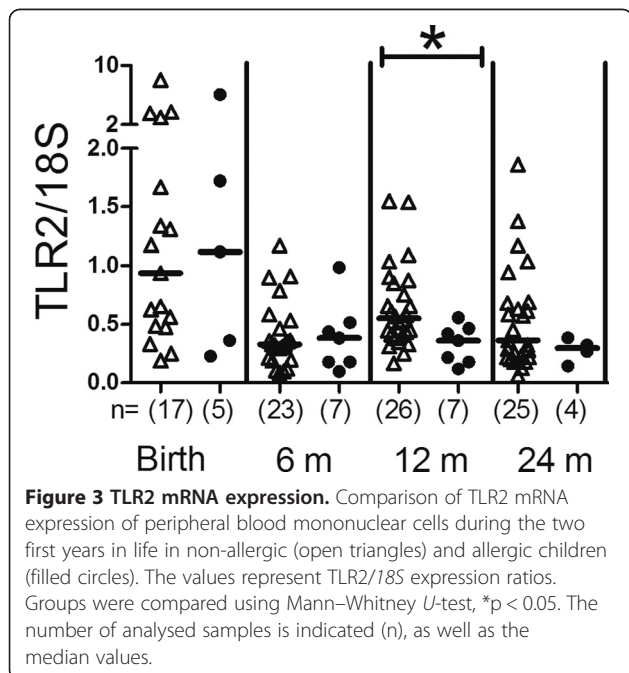 *
10
2
2.0
1.5
1.0
0.5
0.0
TLR2/18S
n= (17) (5) (23) (7) (26) (7) (25) (4)
Birth 6 m 12 m 24 m
Figure 3 TLR2 mRNA expression. Comparison of TLR2 mRNA
expression of peripheral blood mononuclear cells during the two
first years in life in non-allergic (open triangles) and allergic children
(filled circles). The values represent TLR2/18S expression ratios.
Groups were compared using Mann–Whitney U-test, *p < 0.05. The
number of analysed samples is indicated (n), as well as the
median values.